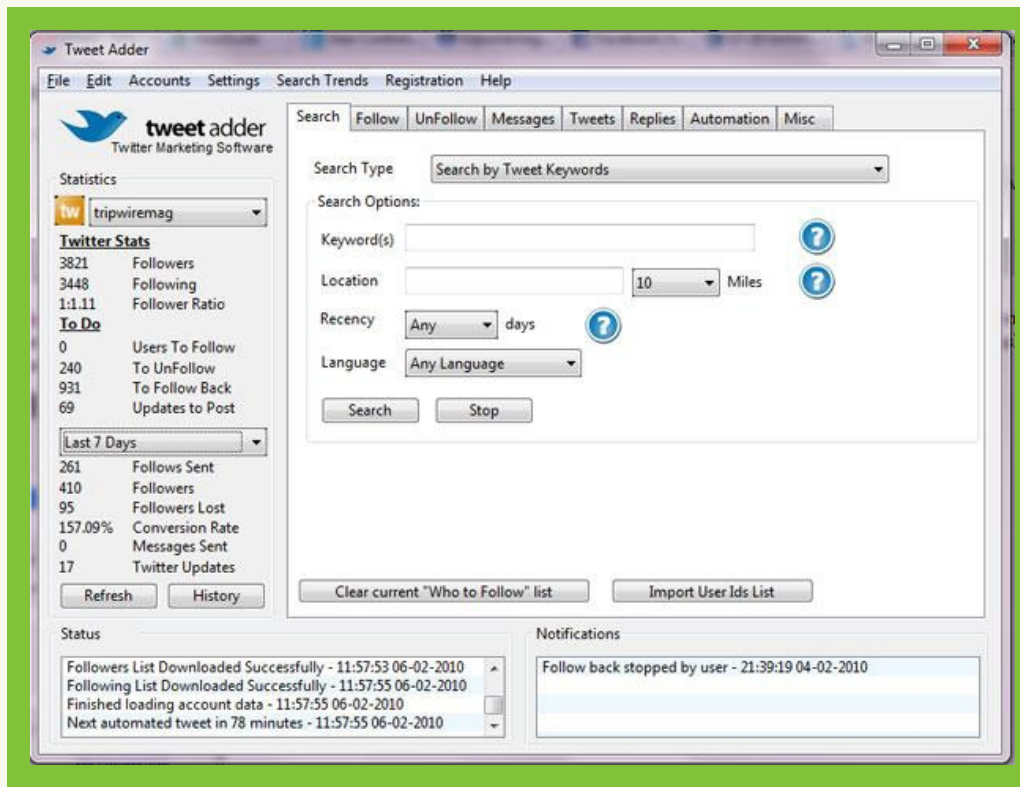 Tweet Adder
File Edit Accounts Settings Search Trends Registration Help
tweet adder
Twitter Marketing Software
Statistics
tw tripwiremag
Twitter Stats
3821 Followers
3448 Following
1:1.11 Follower Ratio
To Do
0 Users To Follow
240 To UnFollow
931 To Follow Back
69 Updates to Post
Last 7 Days
261 Follows Sent
410 Followers
95 Followers Lost
157.09% Conversion Rate
0 Messages Sent
17 Twitter Updates
Refresh History
Search Follow UnFollow Messages Tweets Replies Automation Misc
Search Type Search by Tweet Keywords
Search Options:
Keyword(s) ?
Location 10 Miles ?
Recency Any days ?
Language Any Language
Search Stop
Clear current "Who to Follow" list Import User Ids List
Status
Followers List Downloaded Successfully - 11:57:53 06-02-2010
Following List Downloaded Successfully - 11:57:55 06-02-2010
Finished loading account data - 11:57:55 06-02-2010
Next automated tweet in 78 minutes - 11:57:55 06-02-2010
Notifications
Follow back stopped by user - 21:39:19 04-02-2010